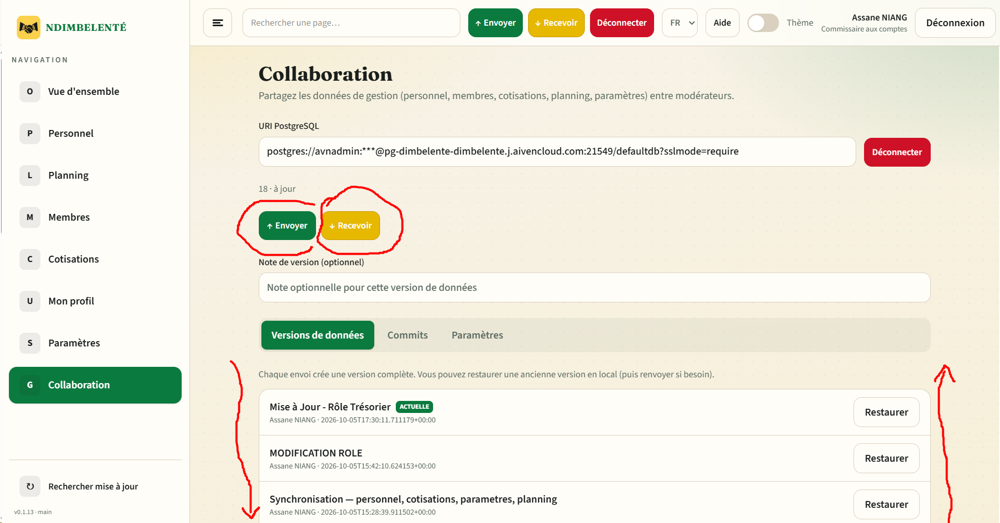 NDIMBELENTÉ
Rechercher une page…
↑ Envoyer
↓ Recevoir
Déconnecter
FR
Aide
Thème
Assane NIANG
Commissaire aux comptes
Déconnexion
NAVIGATION
O Vue d'ensemble
P Personnel
L Planning
M Membres
C Cotisations
U Mon profil
S Paramètres
G Collaboration
↻ Rechercher mise à jour
v0.1.13 · main
Collaboration
Partagez les données de gestion (personnel, membres, cotisations, planning, paramètres) entre modérateurs.
URI PostgreSQL
postgres://avnadmin:***@pg-dimbelente-dimbelente.j.aivencloud.com:21549/defaultdb?sslmode=require
Déconnecter
18 · à jour
↑ Envoyer
↓ Recevoir
Note de version (optionnel)
Note optionnelle pour cette version de données
Versions de données
Commits
Paramètres
Chaque envoi crée une version complète. Vous pouvez restaurer une ancienne version en local (puis renvoyer si besoin).
Mise à Jour - Rôle Trésorier ACTUELLE
Assane NIANG · 2026-10-05T17:30:11.711179+00:00
Restaurer
MODIFICATION ROLE
Assane NIANG · 2026-10-05T15:42:10.624153+00:00
Restaurer
Synchronisation — personnel, cotisations, parametres, planning
Assane NIANG · 2026-10-05T15:28:39.911502+00:00
Restaurer